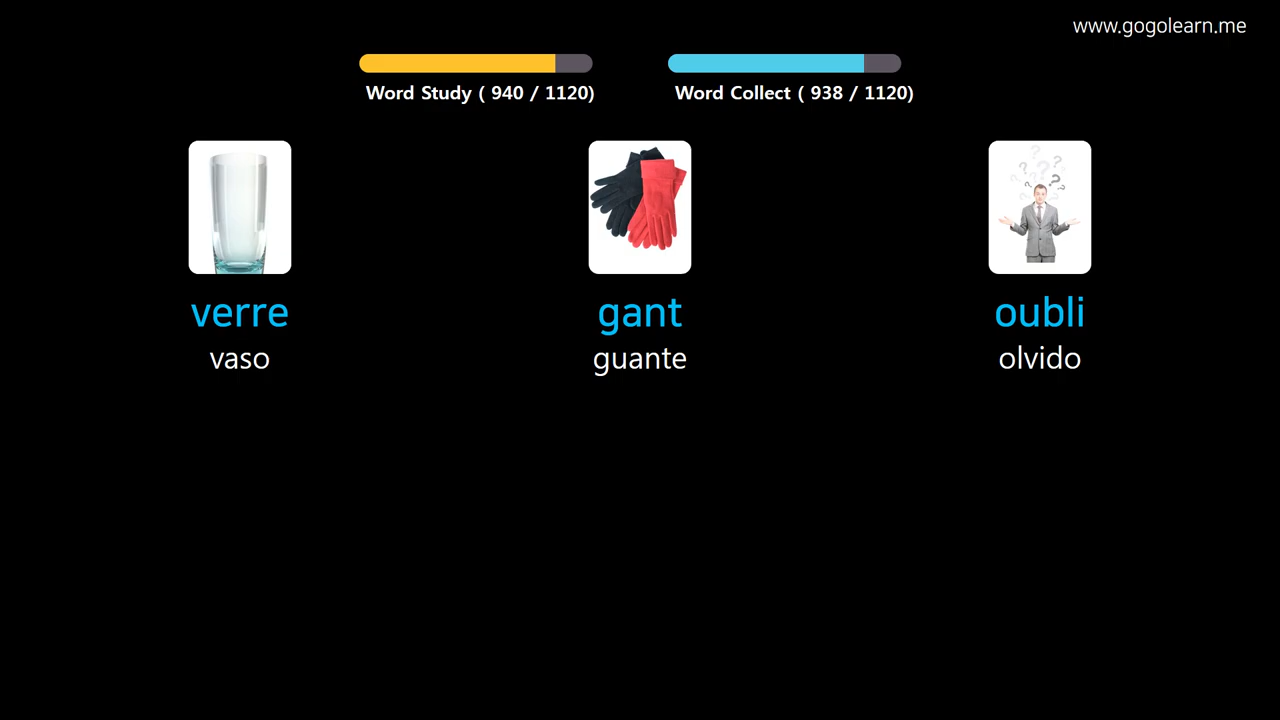 www.gogolearn.me
Word Study ( 940 / 1120)
Word Collect ( 938 / 1120)
verre
vaso
gant
guante
oubli
olvido